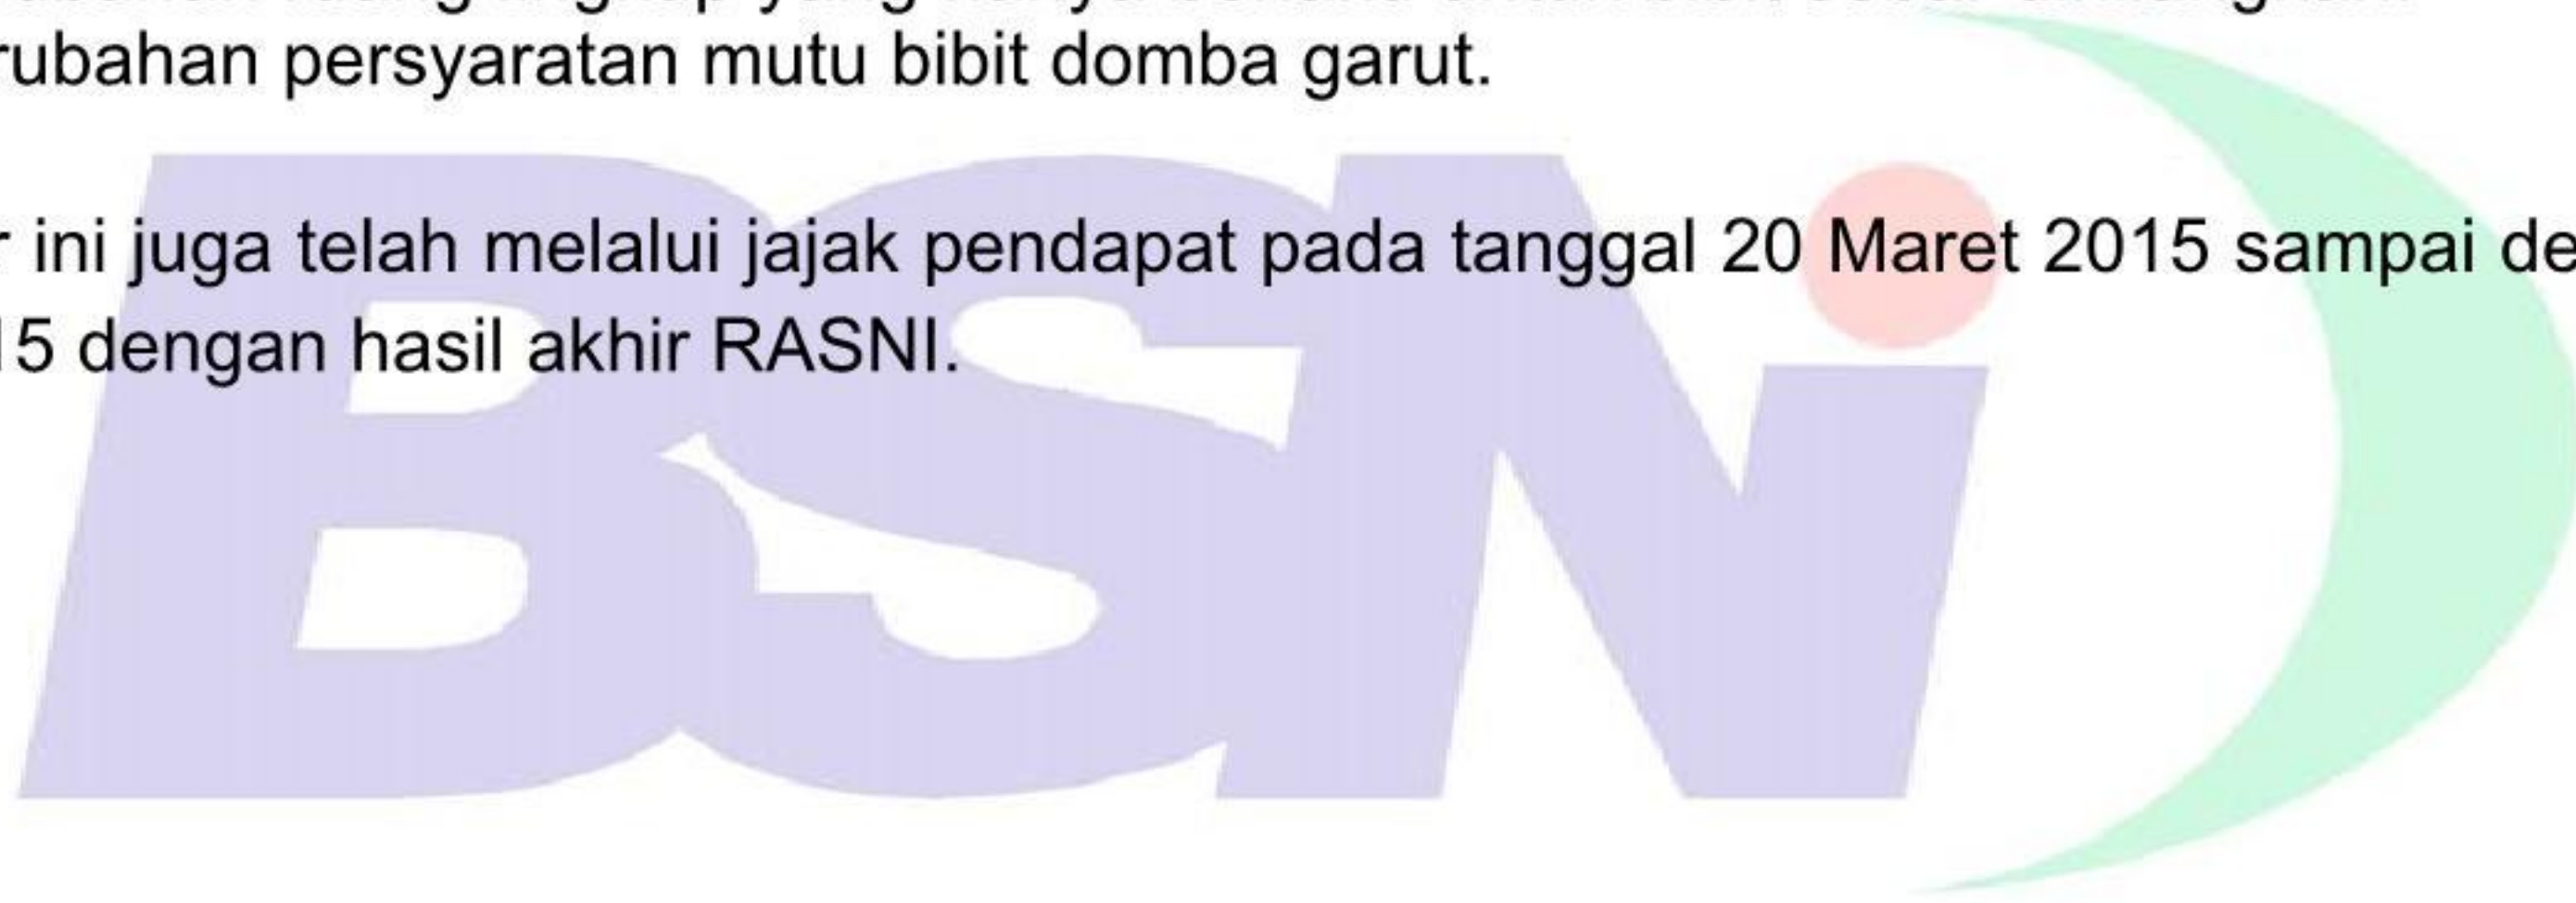 rubahan persyaratan mutu bibit domba garut.
r ini juga telah melalui jajak pendapat pada tanggal 20 Maret 2015 sampai de
15 dengan hasil akhir RASNI.
BSNi